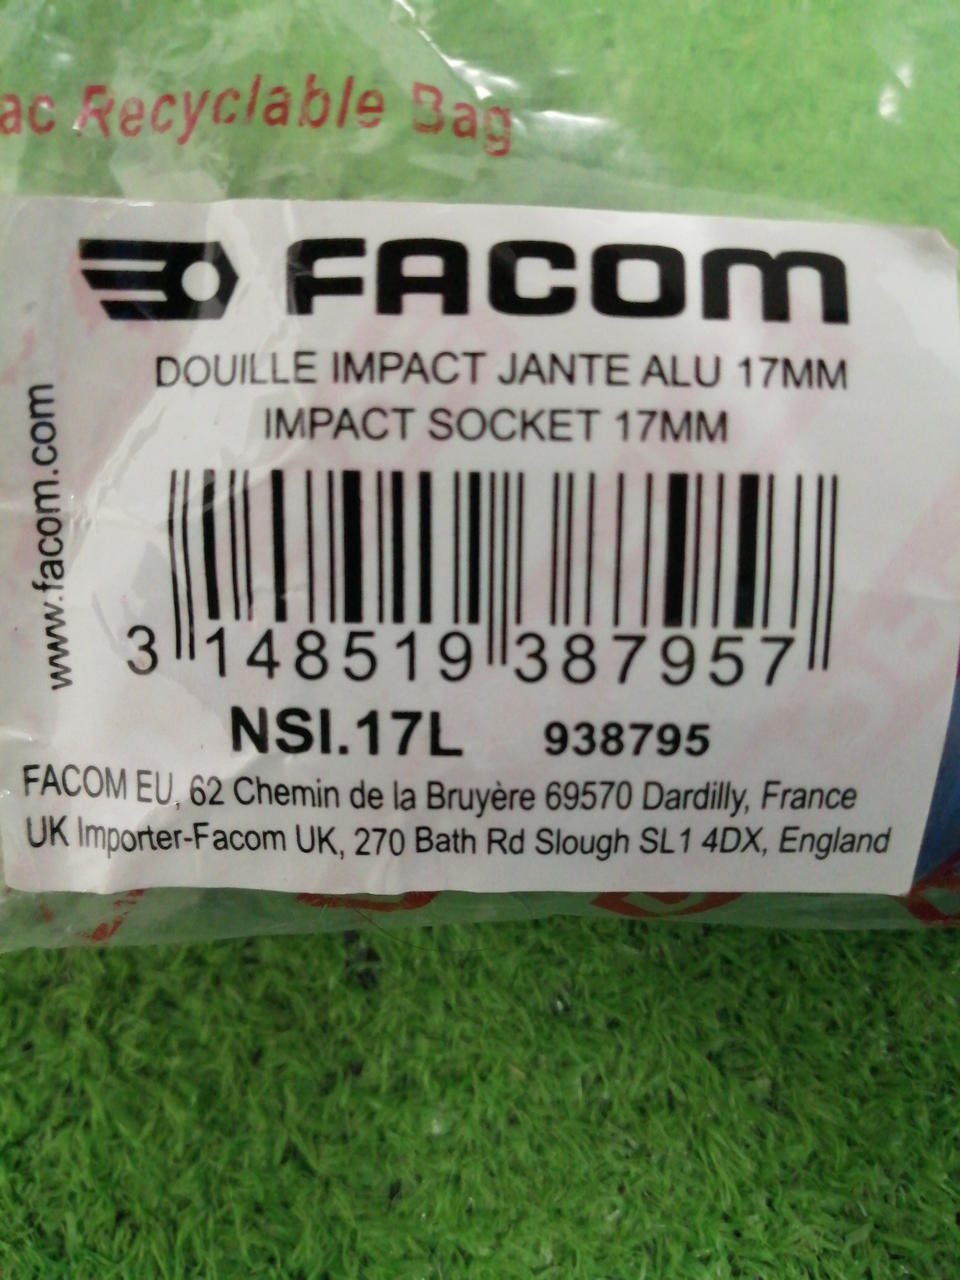 ac Recyclable Bag
FACOM
DOUILLE IMPACT JANTE ALU 17MM
IMPACT SOCKET 17MM
www.facom.com
3 148519 387957
NSI.17L 938795
FACOM EU, 62 Chemin de la Bruyère 69570 Dardilly, France
UK Importer-Facom UK, 270 Bath Rd Slough SL1 4DX, England